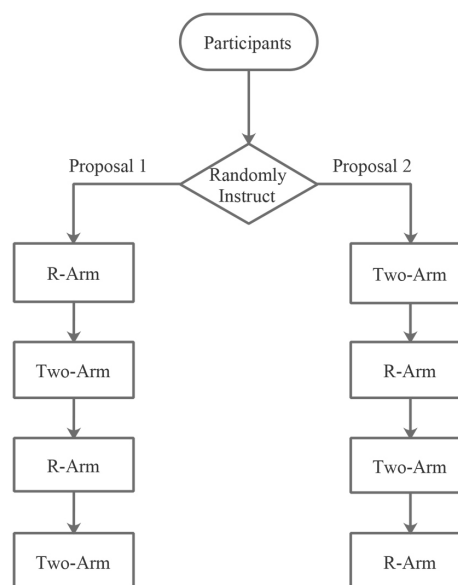 Participants
Proposal 1
Randomly
Instruct
Proposal 2
R-Arm
Two-Arm
R-Arm
Two-Arm
Two-Arm
R-Arm
Two-Arm
R-Arm